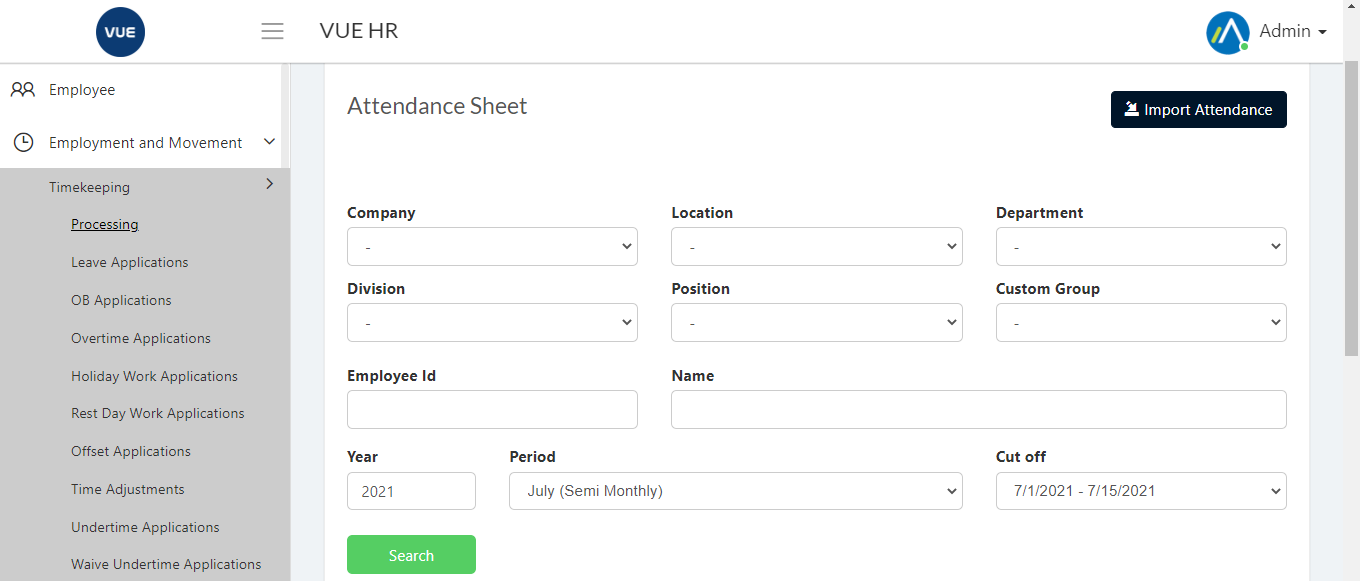 VUE
VUE HR
Admin
Employee
Employment and Movement
Timekeeping
Processing
Leave Applications
OB Applications
Overtime Applications
Holiday Work Applications
Rest Day Work Applications
Offset Applications
Time Adjustments
Undertime Applications
Waive Undertime Applications
Attendance Sheet
Import Attendance
Company Location Department
- - -
Division Position Custom Group
- - -
Employee Id Name
Year Period Cut off
2021 July (Semi Monthly) 7/1/2021 - 7/15/2021
Search